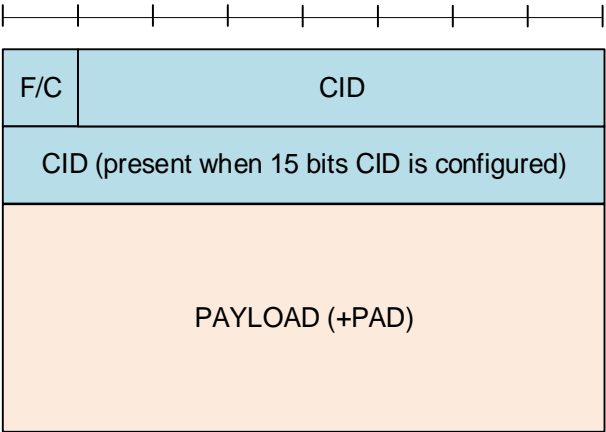 F/C CID
CID (present when 15 bits CID is configured)
PAYLOAD (+PAD)